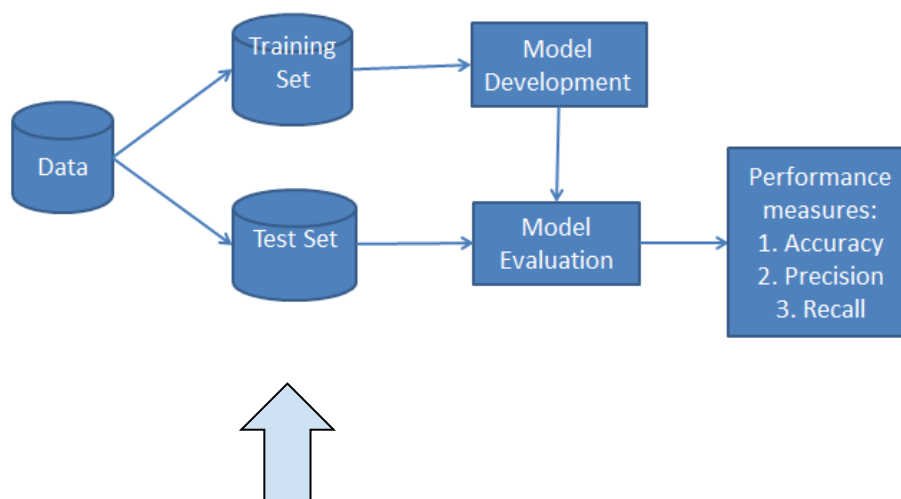 Training
Set
Model
Development
Data
Test Set
Model
Evaluation
Performance
measures:
1. Accuracy
2. Precision
3. Recall